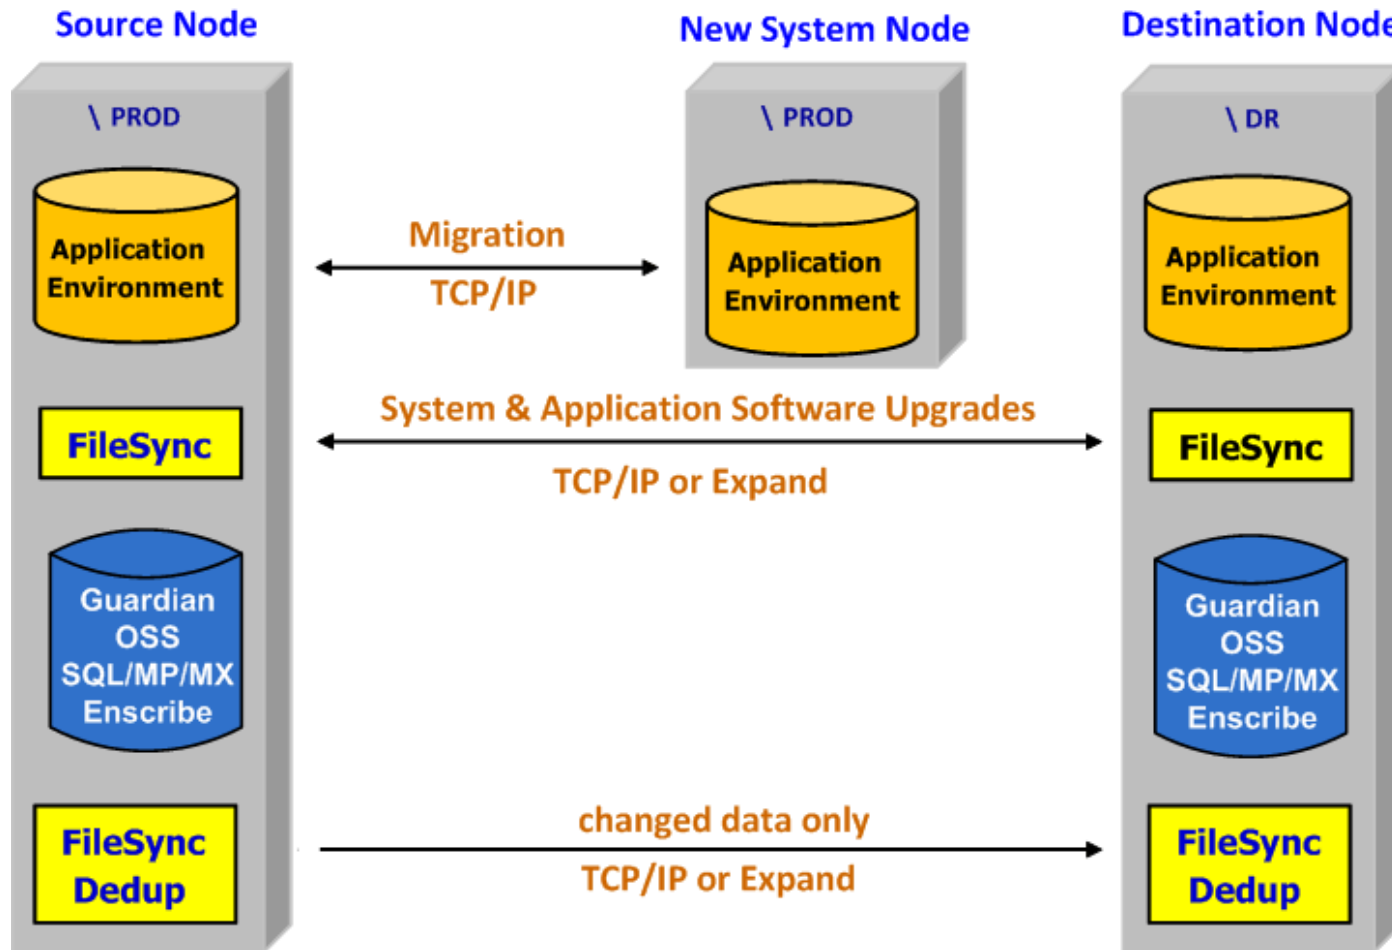 Source Node
New System Node
Destination Node
\ PROD
\ PROD
\ DR
Application
Environment
Migration
TCP/IP
Application
Environment
Application
Environment
System & Application Software Upgrades
TCP/IP or Expand
FileSync
FileSync
Guardian
OSS
SQL/MP/MX
Enscribe
Guardian
OSS
SQL/MP/MX
Enscribe
FileSync
Dedup
changed data only
TCP/IP or Expand
FileSync
Dedup